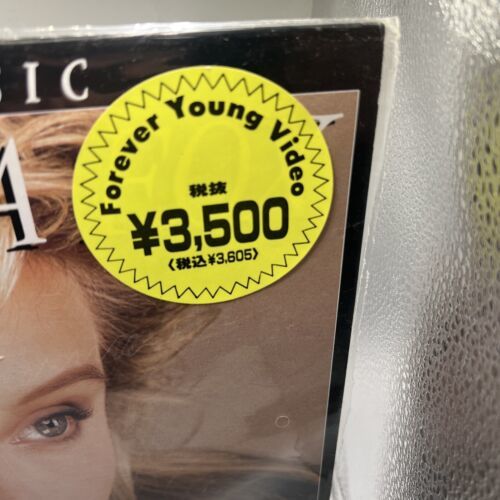 SIC
A
Forever Young Video
税抜
¥3,500
〈税込¥3,605〉